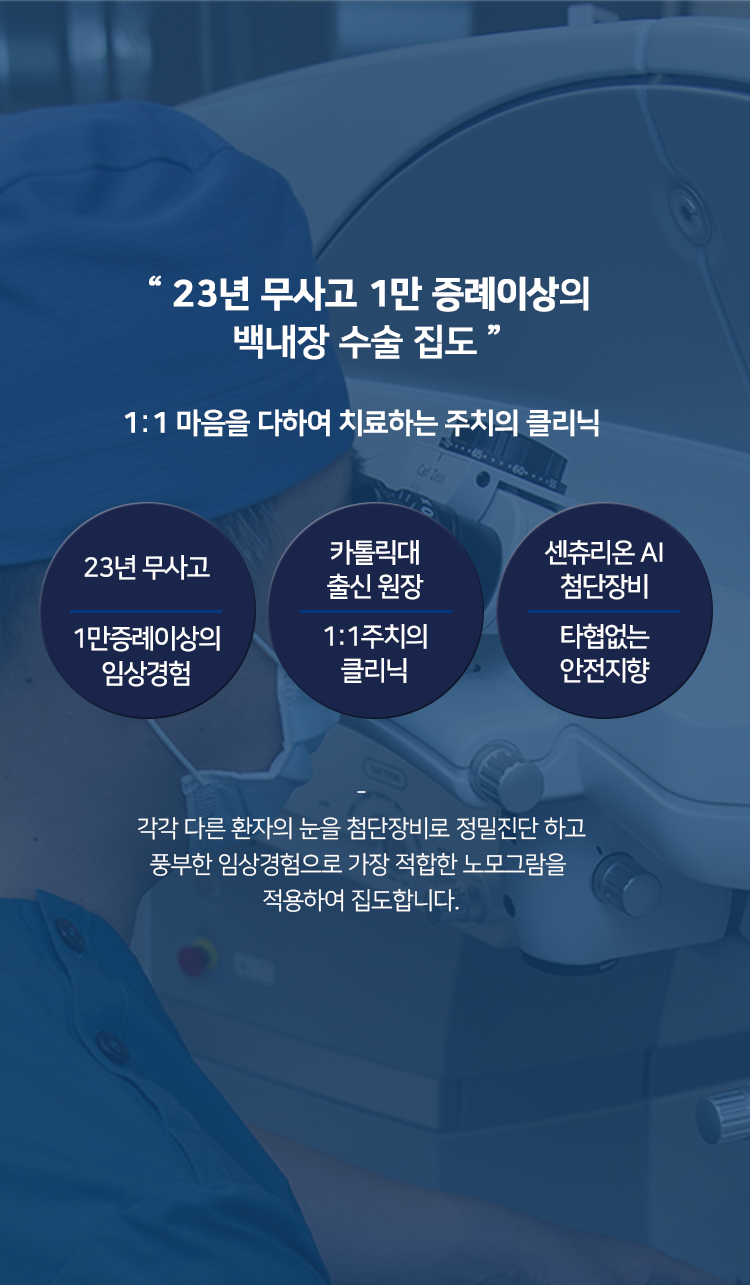 “ 23년 무사고 1만 증례이상의
백내장 수술 집도 ”
1:1 마음을 다하여 치료하는 주치의 클리닉
Carl Zeiss
65
60
55
23년 무사고
1만증례이상의
임상경험
카톨릭대
출신 원장
1:1주치의
클리닉
센츄리온 AI
첨단장비
타협없는
안전지향
-
각각 다른 환자의 눈을 첨단장비로 정밀진단 하고
풍부한 임상경험으로 가장 적합한 노모그람을
적용하여 집도합니다.